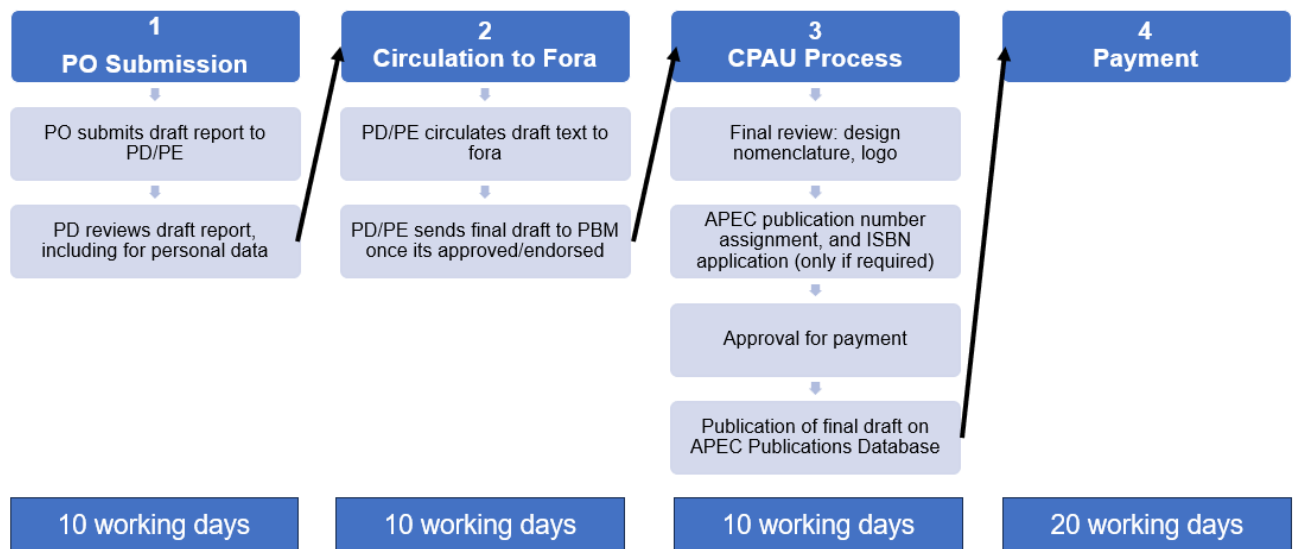 1
PO Submission
PO submits draft report to
PD/PE
PD reviews draft report,
including for personal data
10 working days
2
Circulation to Fora
PD/PE circulates draft text to
fora
PD/PE sends final draft to PBM
once its approved/endorsed
10 working days
3
CPAU Process
Final review: design
nomenclature, logo
APEC publication number
assignment, and ISBN
application (only if required)
Approval for payment
Publication of final draft on
APEC Publications Database
10 working days
4
Payment
20 working days